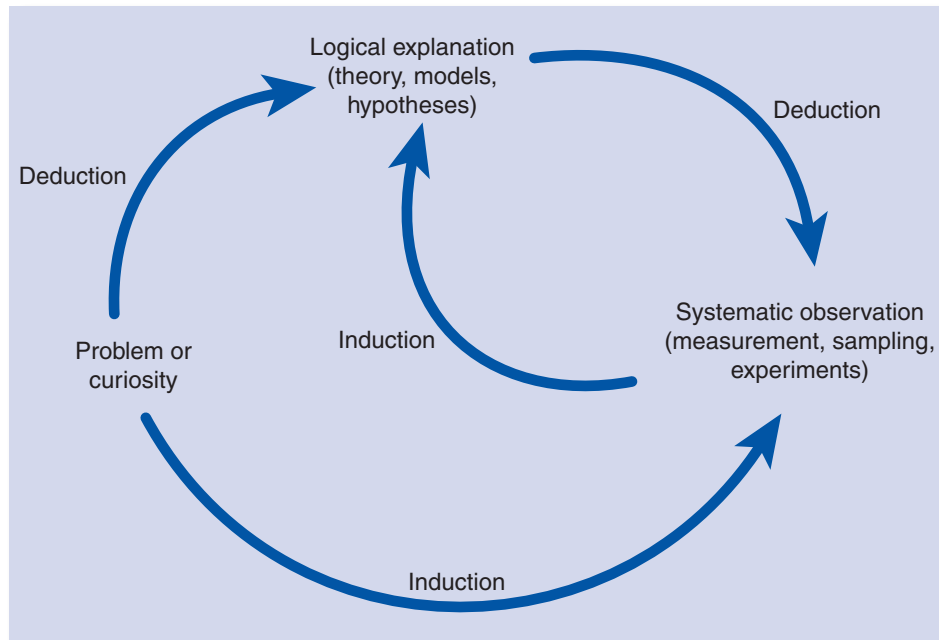 Logical explanation
(theory, models,
hypotheses)
Deduction
Deduction
Systematic observation
(measurement, sampling,
experiments)
Induction
Problem or
curiosity
Induction